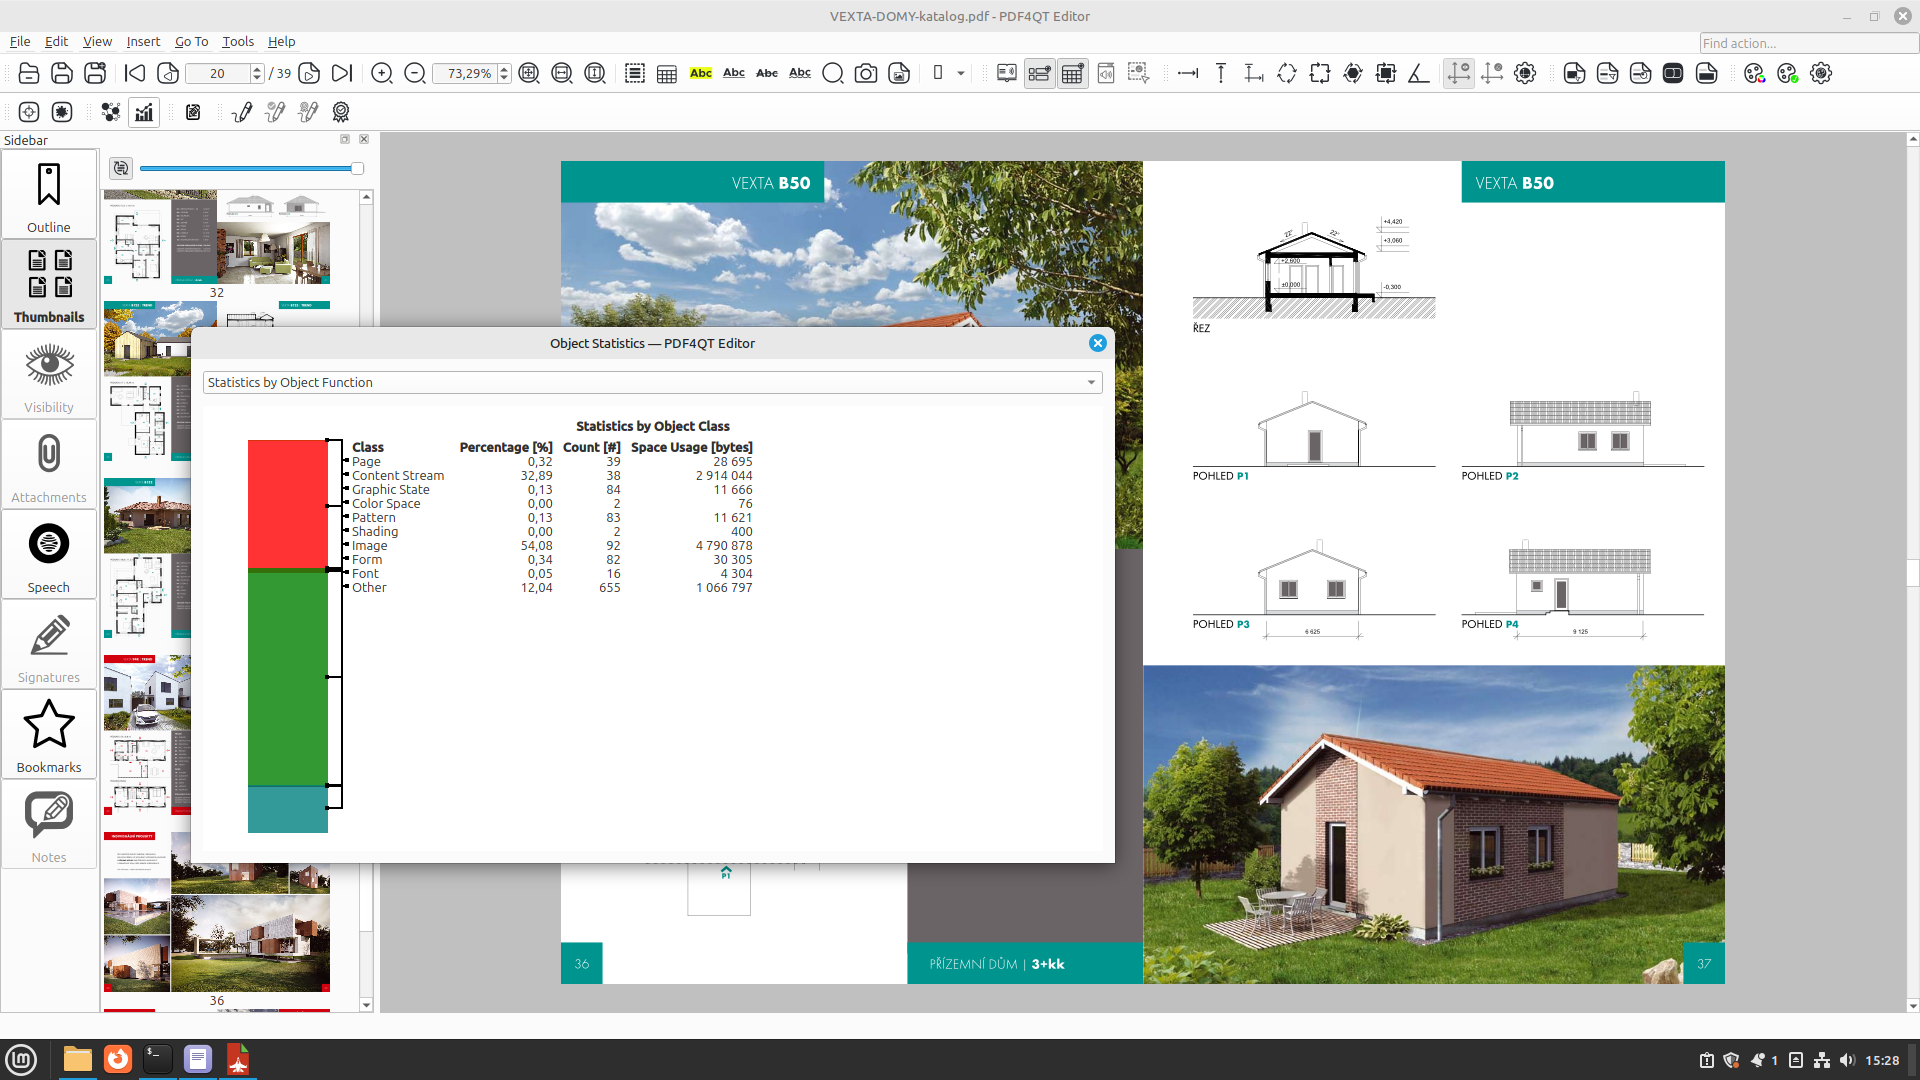 VEXTA-DOMY-katalog.pdf - PDF4QT Editor
File Edit View Insert Go To Tools Help
Find action...
20 / 39
73,29%
Abc Abc Abc Abc
Sidebar
Outline
Thumbnails
Visibility
Attachments
Speech
Signatures
Bookmarks
Notes
32
36
VEXTA B50
VEXTA B50
22° 22°
+4,420
+3,060
+2,600
±0,000
-0,300
ŘEZ
POHLED P1
POHLED P2
POHLED P3
POHLED P4
6 625
9 125
Object Statistics — PDF4QT Editor
Statistics by Object Function
Statistics by Object Class
Class Percentage [%] Count [#] Space Usage [bytes]
Page 0,32 39 28 695
Content Stream 32,89 38 2 914 044
Graphic State 0,13 84 11 666
Color Space 0,00 2 76
Pattern 0,13 83 11 621
Shading 0,00 2 400
Image 54,08 92 4 790 878
Form 0,34 82 30 305
Font 0,05 16 4 304
Other 12,04 655 1 066 797
P1
36
PŘÍZEMNÍ DŮM | 3+kk
37
1
15:28